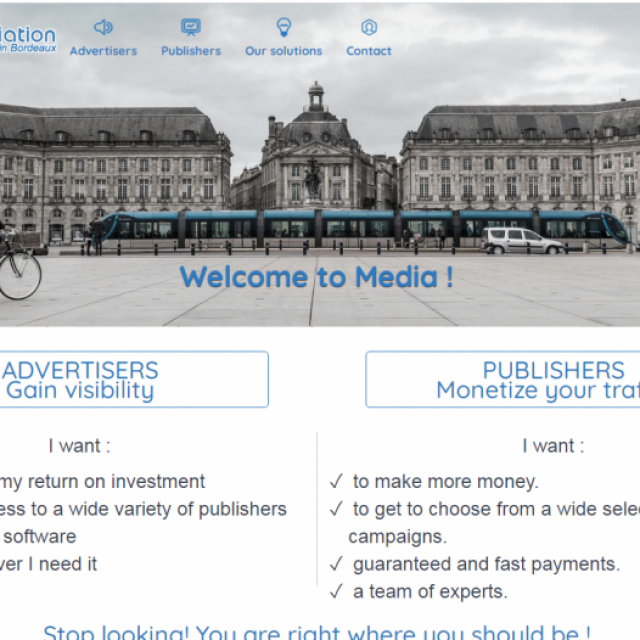 iation
in Bordeaux
Advertisers Publishers Our solutions Contact
Welcome to Media !
ADVERTISERS
Gain visibility
PUBLISHERS
Monetize your traf
I want :
my return on investment
ess to a wide variety of publishers
software
ver I need it
I want :
✓ to make more money.
✓ to get to choose from a wide selec
campaigns.
✓ guaranteed and fast payments.
✓ a team of experts.
Stop looking! You are right where you should be !